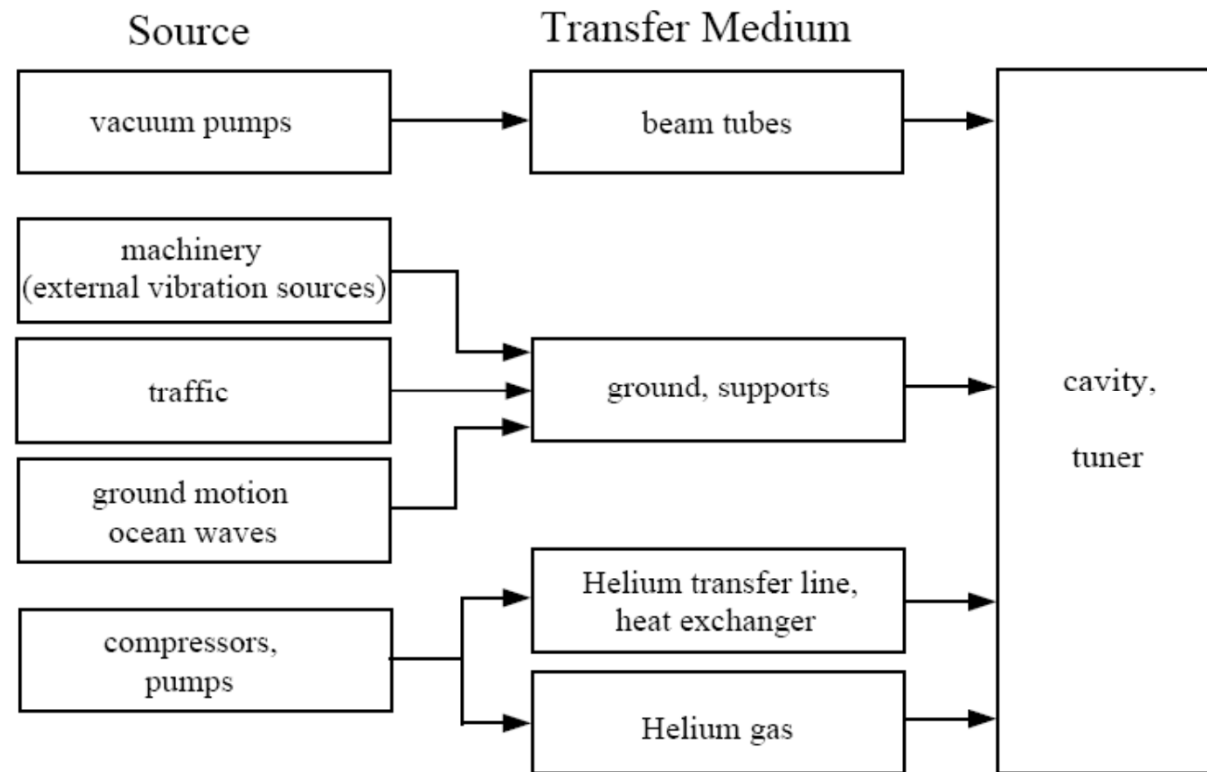 Source
Transfer Medium
vacuum pumps
beam tubes
machinery
(external vibration sources)
traffic
ground, supports
cavity,
tuner
ground motion
ocean waves
Helium transfer line,
heat exchanger
compressors,
pumps
Helium gas